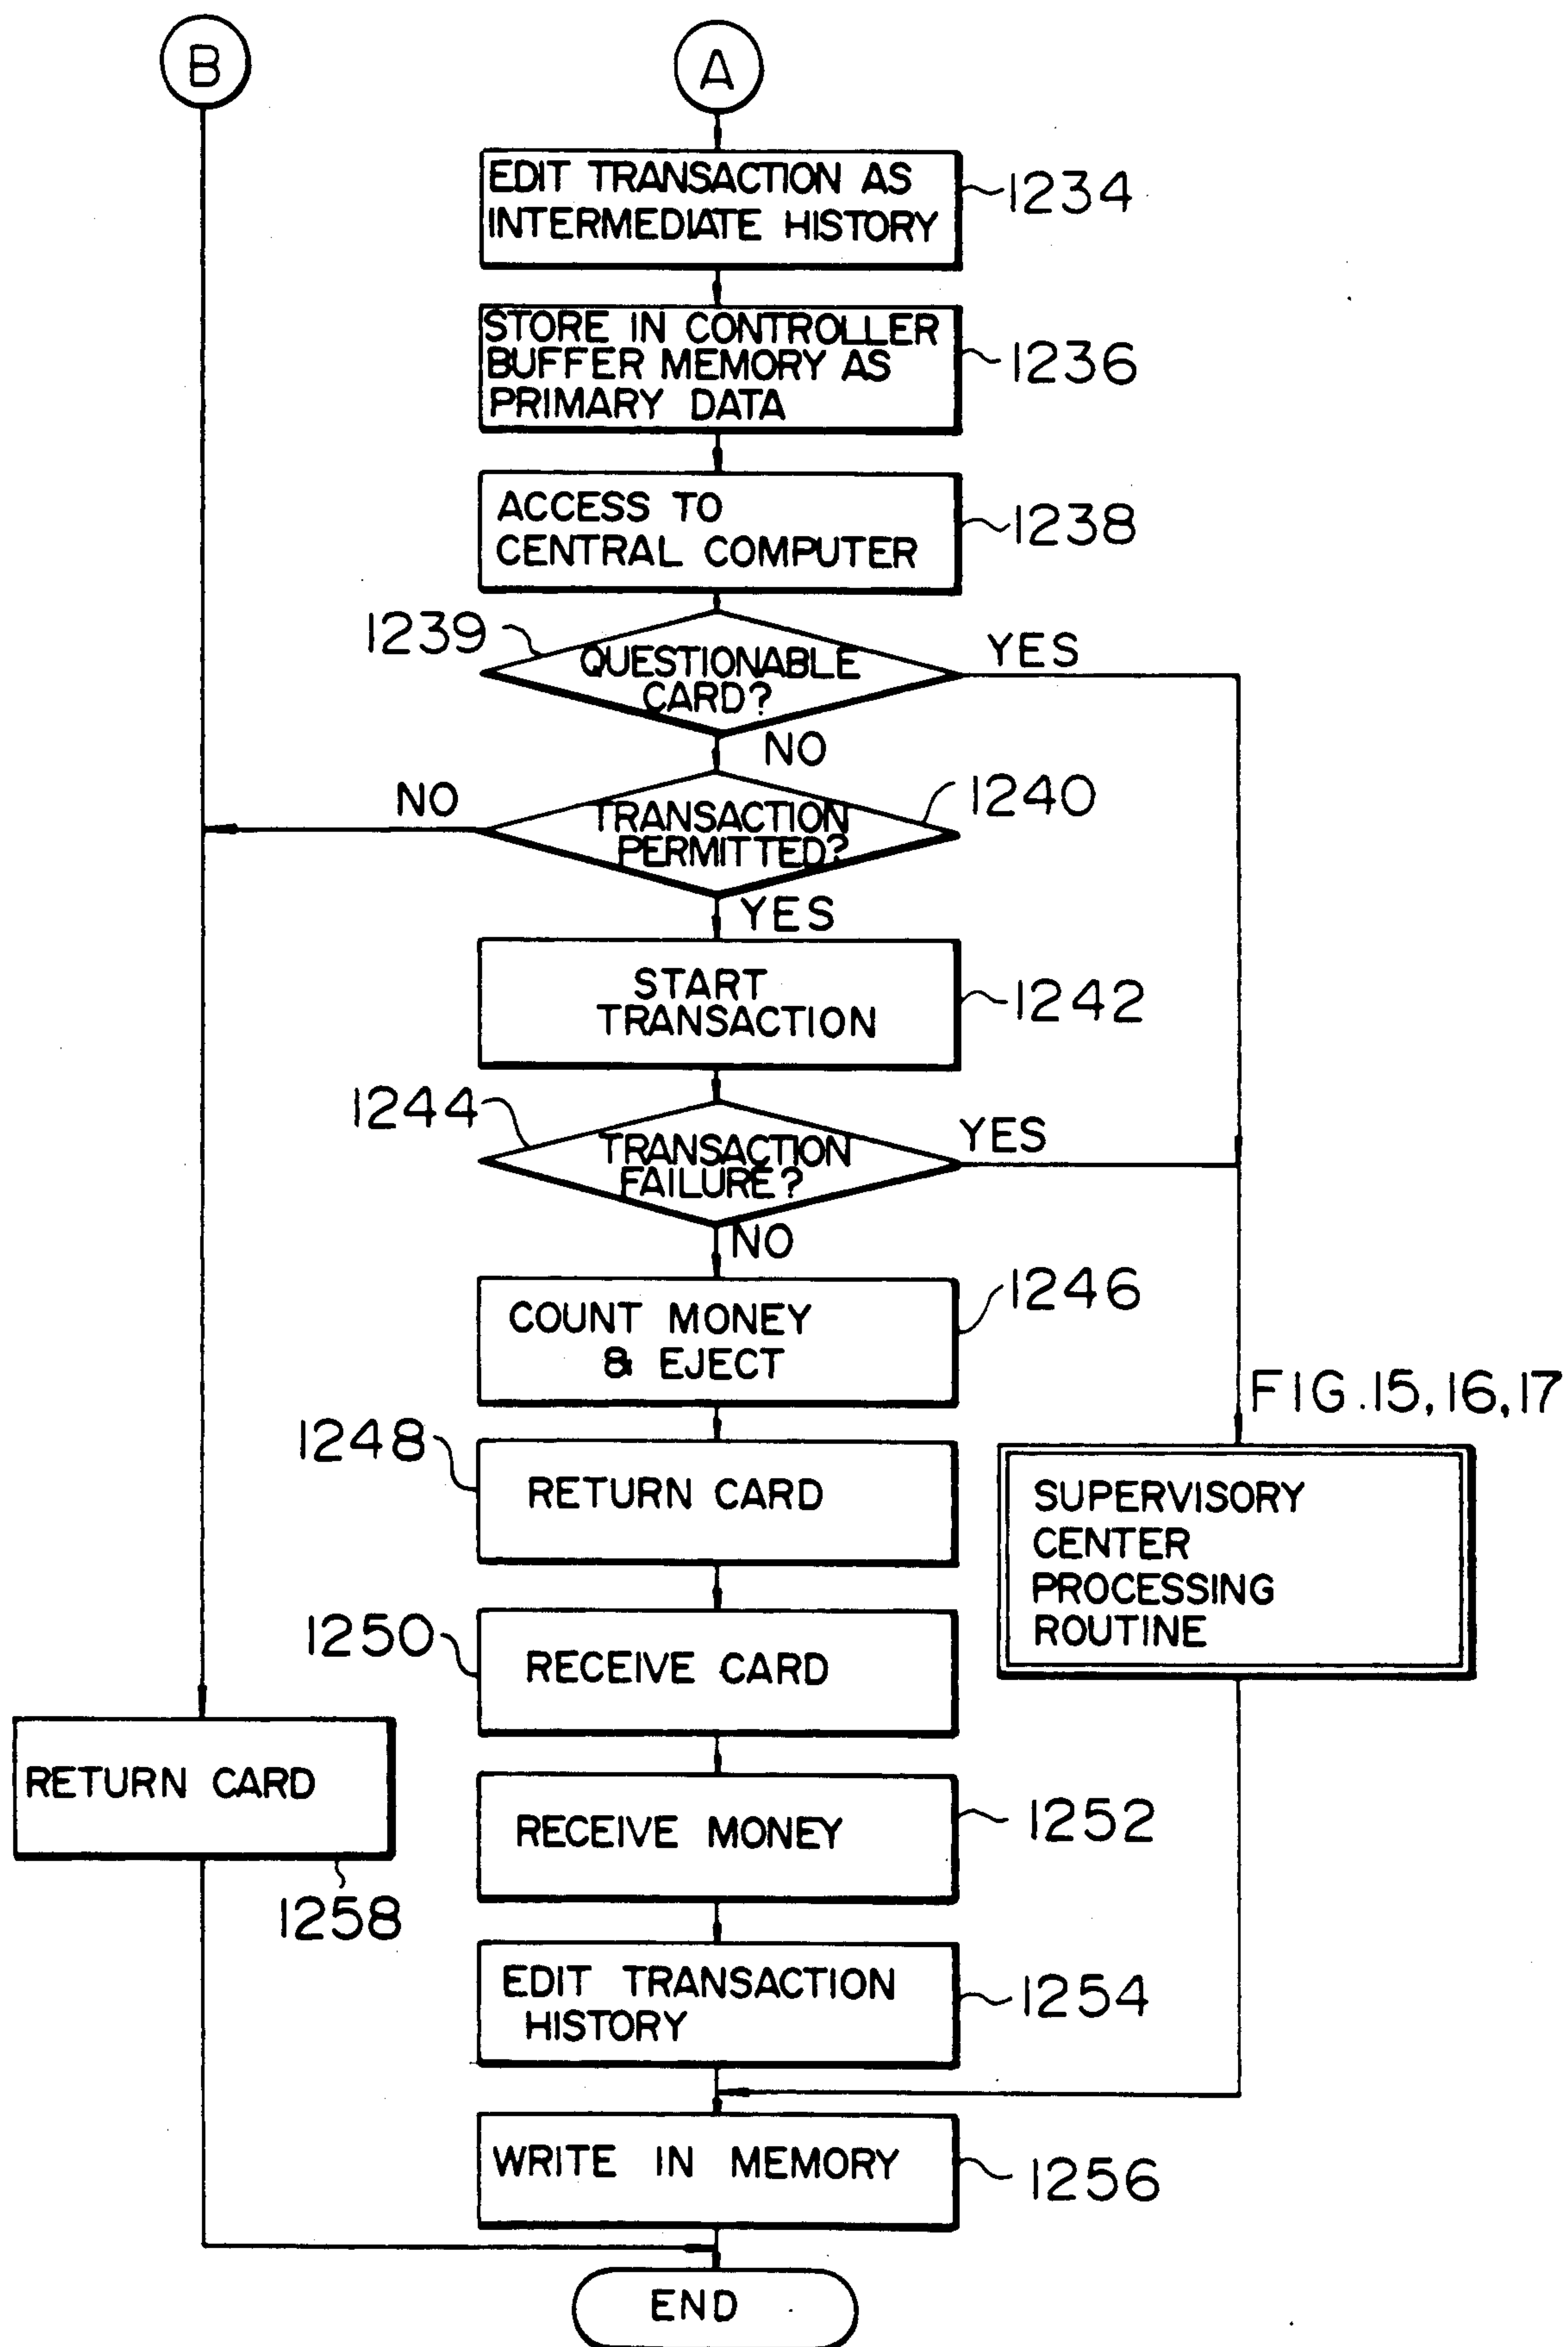 B
A
EDIT TRANSACTION AS
INTERMEDIATE HISTORY
1234
STORE IN CONTROLLER
BUFFER MEMORY AS
PRIMARY DATA
1236
ACCESS TO
CENTRAL COMPUTER
1238
1239
QUESTIONABLE
CARD?
YES
NO
NO
TRANSACTION
PERMITTED?
1240
YES
START
TRANSACTION
1242
1244
TRANSACTION
FAILURE?
YES
NO
COUNT MONEY
& EJECT
1246
FIG.15,16,17
1248
RETURN CARD
SUPERVISORY
CENTER
PROCESSING
ROUTINE
1250
RECEIVE CARD
RETURN CARD
1258
RECEIVE MONEY
1252
EDIT TRANSACTION
HISTORY
1254
WRITE IN MEMORY
1256
END